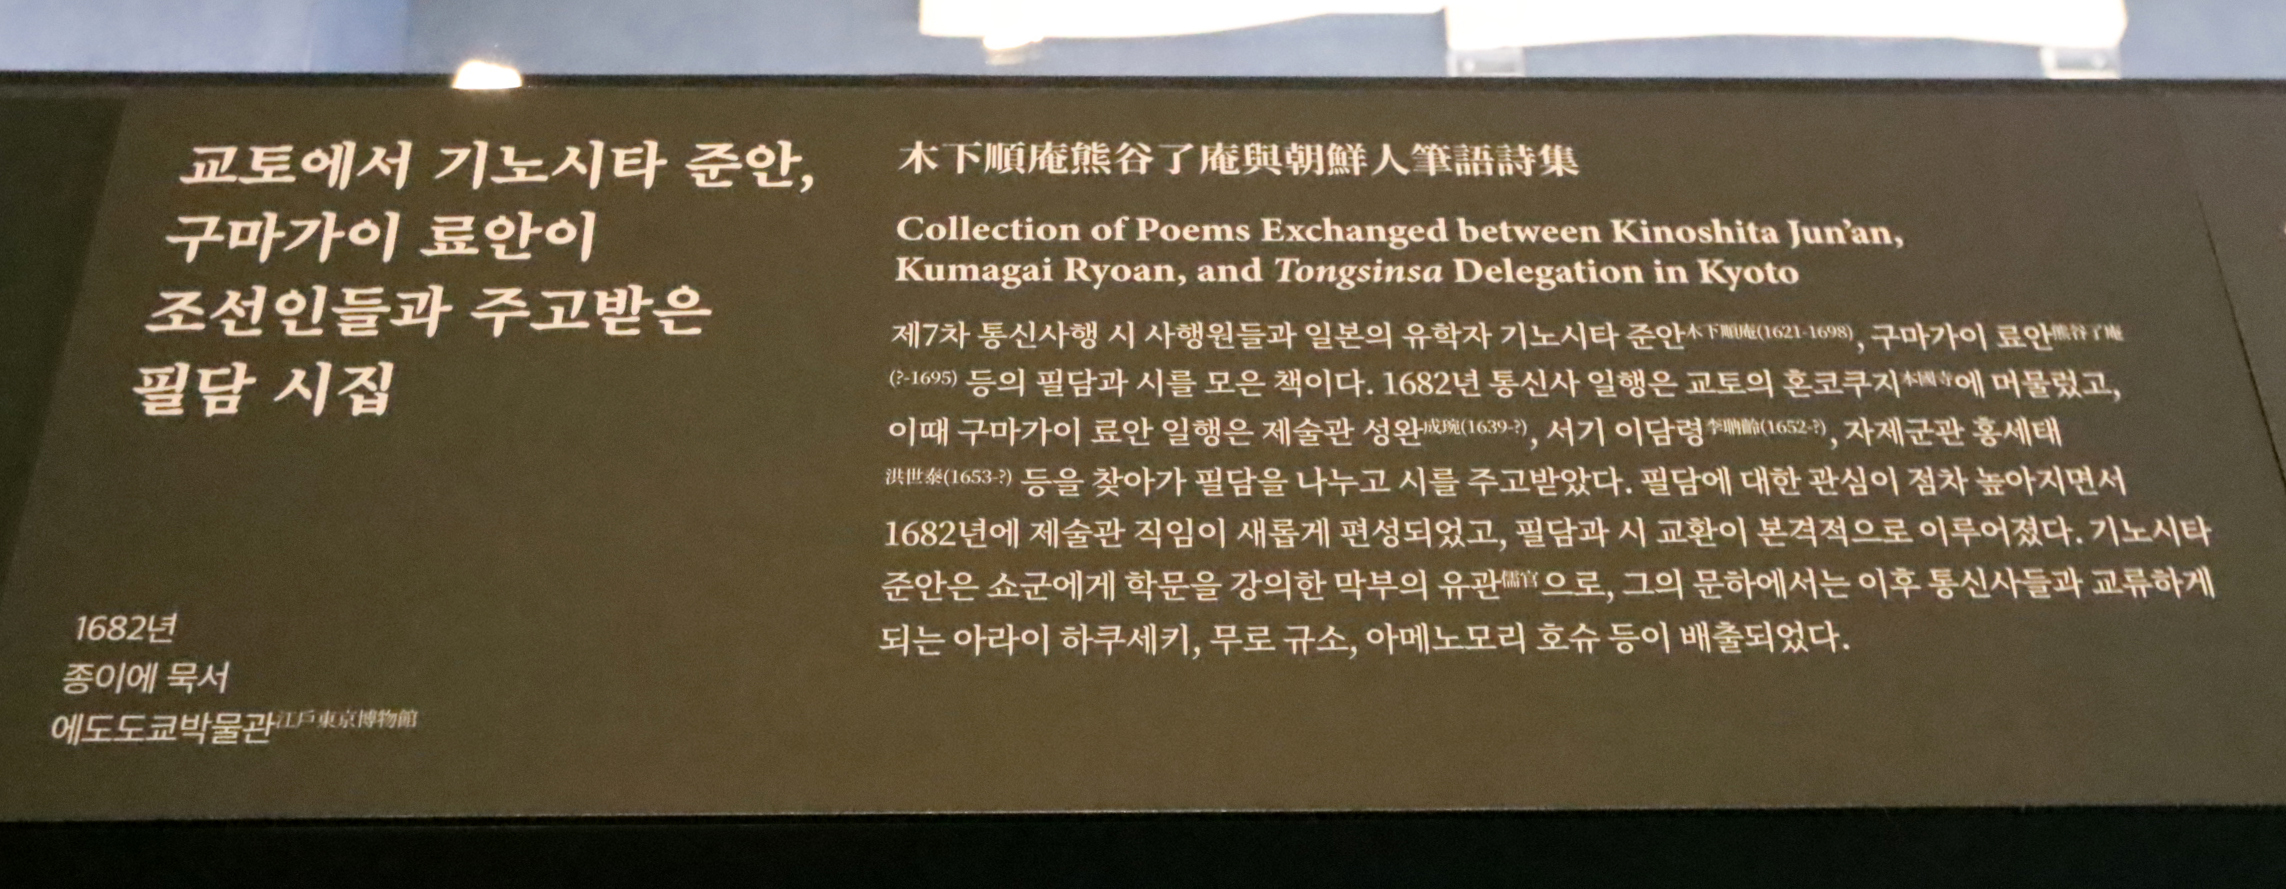 교토에서 기노시타 준안,
구마가이 료안이
조선인들과 주고받은
필담 시집
1682년
종이에 묵서
에도도쿄박물관江戶東京博物館
木下順庵熊谷了庵與朝鮮人筆語詩集
Collection of Poems Exchanged between Kinoshita Jun’an,
Kumagai Ryoan, and Tongsinsa Delegation in Kyoto
제7차 통신사행 시 사행원들과 일본의 유학자 기노시타 준안木下順庵(1621-1698), 구마가이 료안熊谷了庵
(?-1695) 등의 필담과 시를 모은 책이다. 1682년 통신사 일행은 교토의 혼코쿠지本國寺에 머물렀고,
이때 구마가이 료안 일행은 제술관 성완成琬(1639-?), 서기 이담령李聃齡(1652-?), 자제군관 홍세태
洪世泰(1653-?) 등을 찾아가 필담을 나누고 시를 주고받았다. 필담에 대한 관심이 점차 높아지면서
1682년에 제술관 직임이 새롭게 편성되었고, 필담과 시 교환이 본격적으로 이루어졌다. 기노시타
준안은 쇼군에게 학문을 강의한 막부의 유관儒官으로, 그의 문하에서는 이후 통신사들과 교류하게
되는 아라이 하쿠세키, 무로 규소, 아메노모리 호슈 등이 배출되었다.